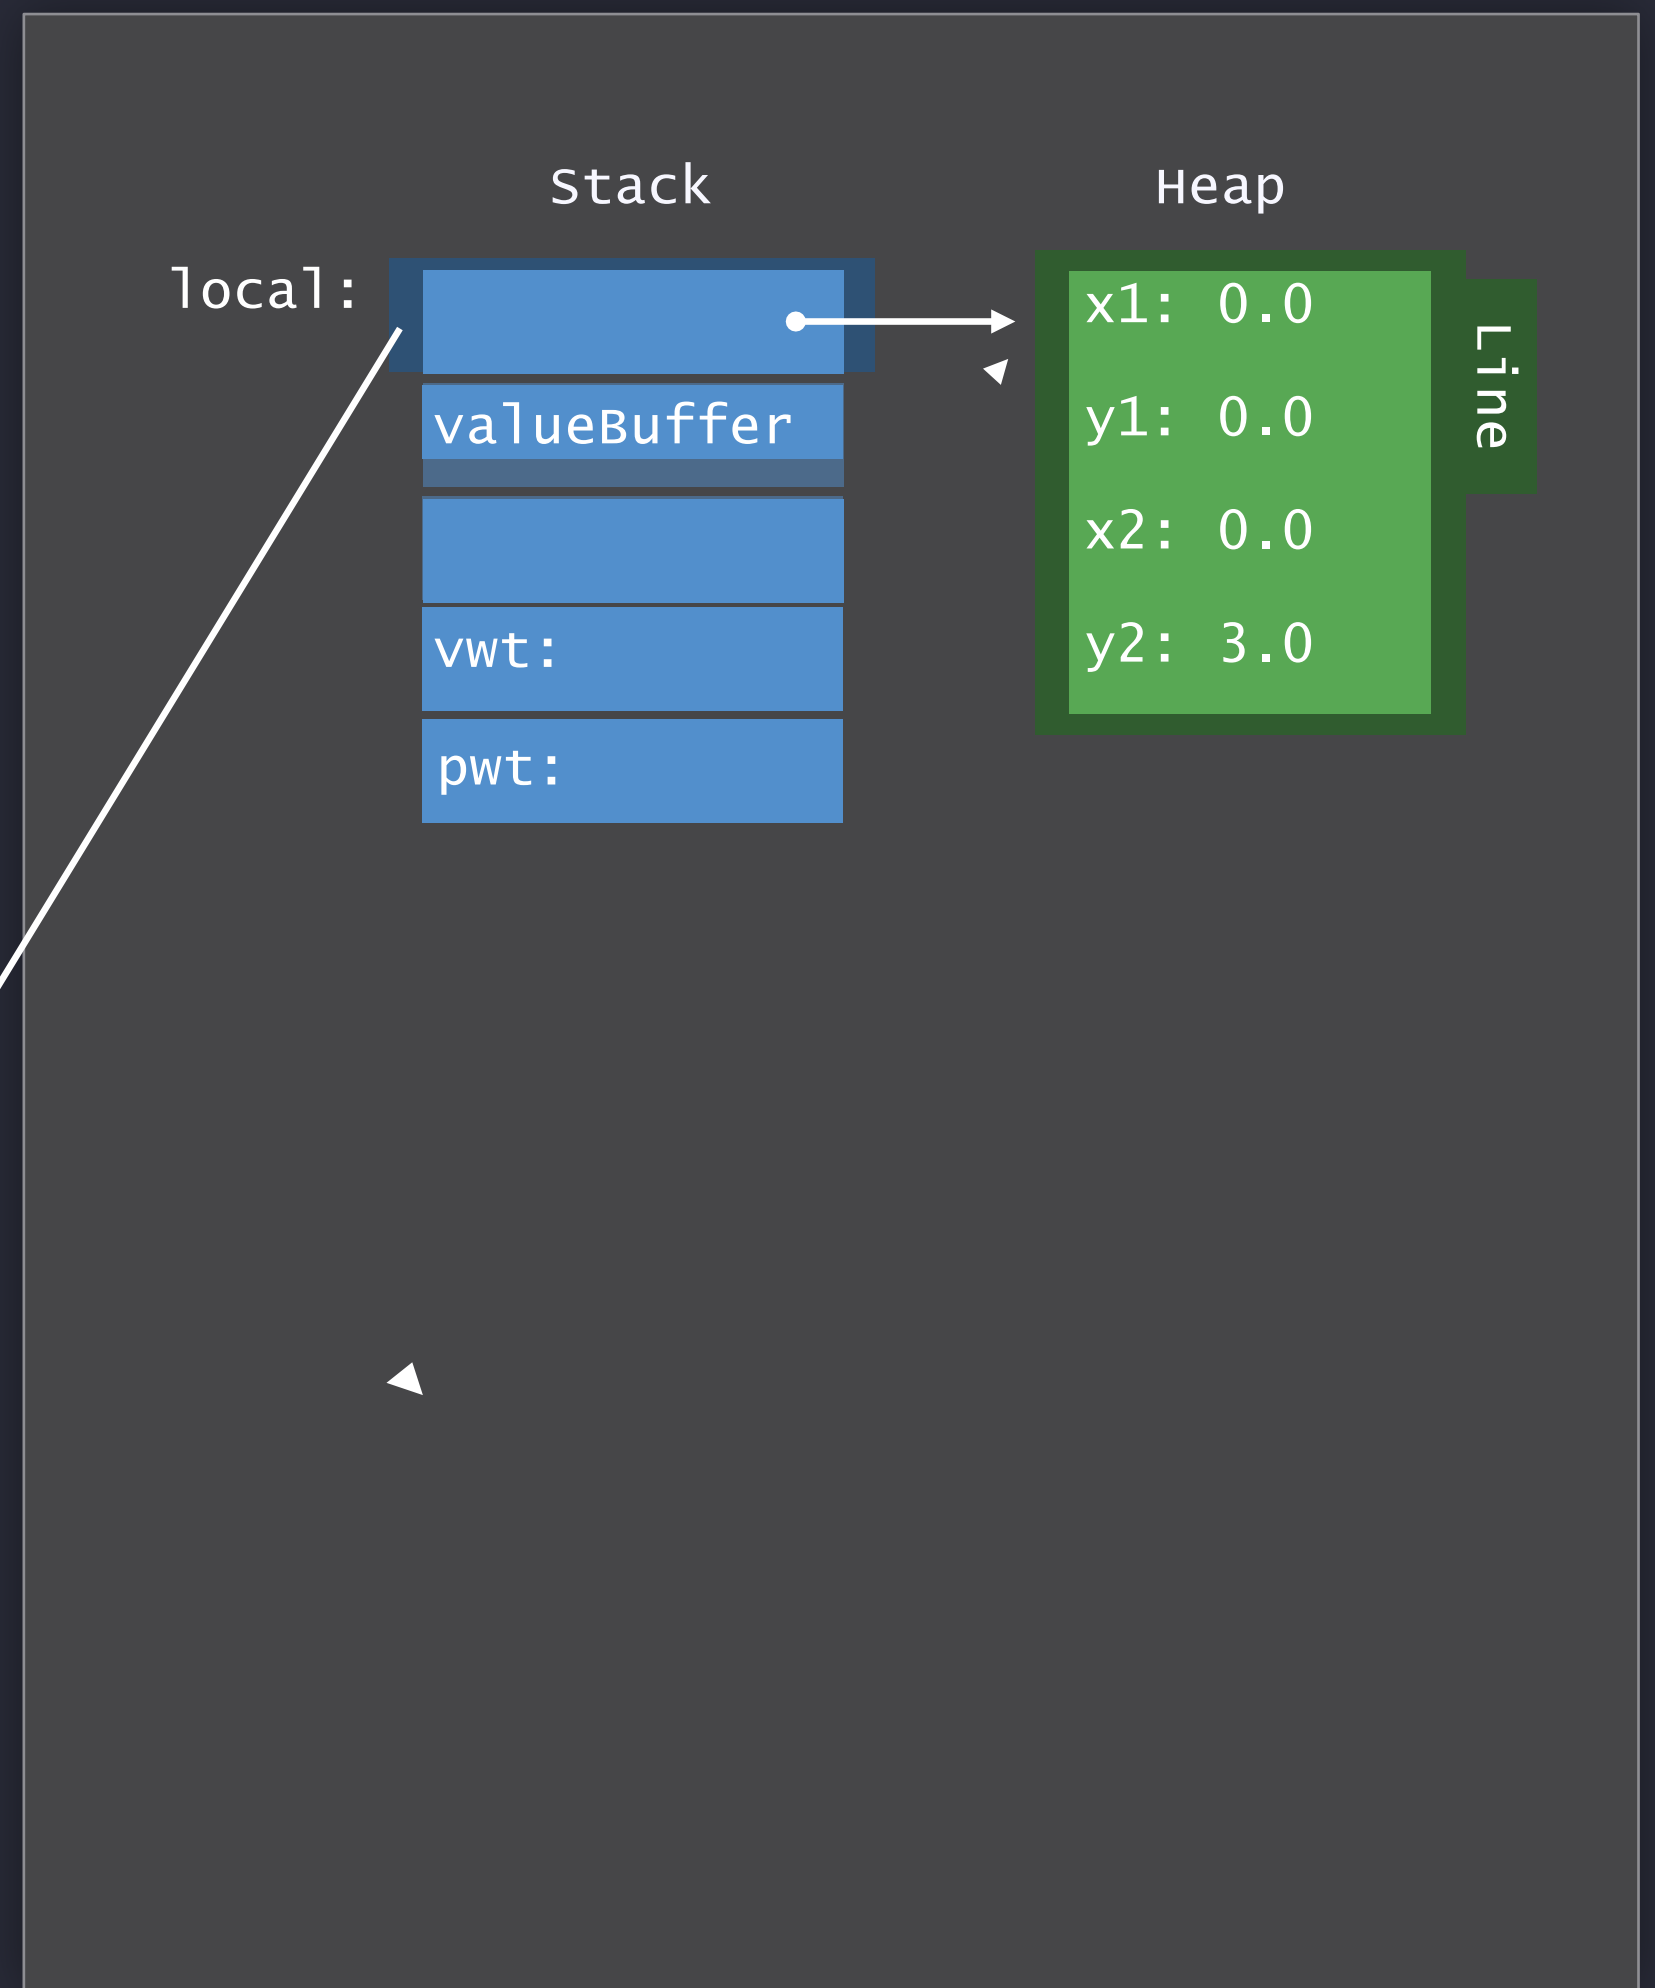 Stack
Heap
local:
valueBuffer
vwt:
pwt:
x1: 0.0
y1: 0.0
x2: 0.0
y2: 3.0
Line